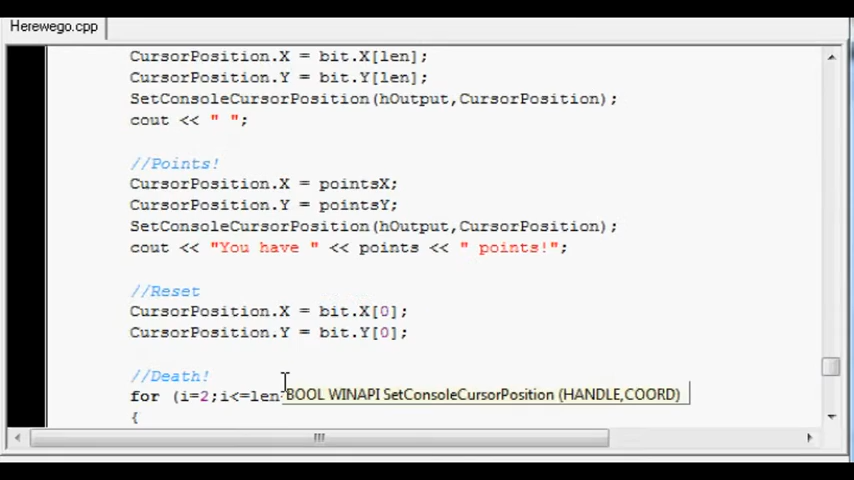 Herewego.cpp
CursorPosition.X = bit.X[len];
CursorPosition.Y = bit.Y[len];
SetConsoleCursorPosition(hOutput,CursorPosition);
cout << " ";
//Points!
CursorPosition.X = pointsX;
CursorPosition.Y = pointsY;
SetConsoleCursorPosition(hOutput,CursorPosition);
cout << "You have " << points << " points!";
//Reset
CursorPosition.X = bit.X[0];
CursorPosition.Y = bit.Y[0];
//Death!
for (i=2;i<=len
BOOL WINAPI SetConsoleCursorPosition (HANDLE,COORD)
{